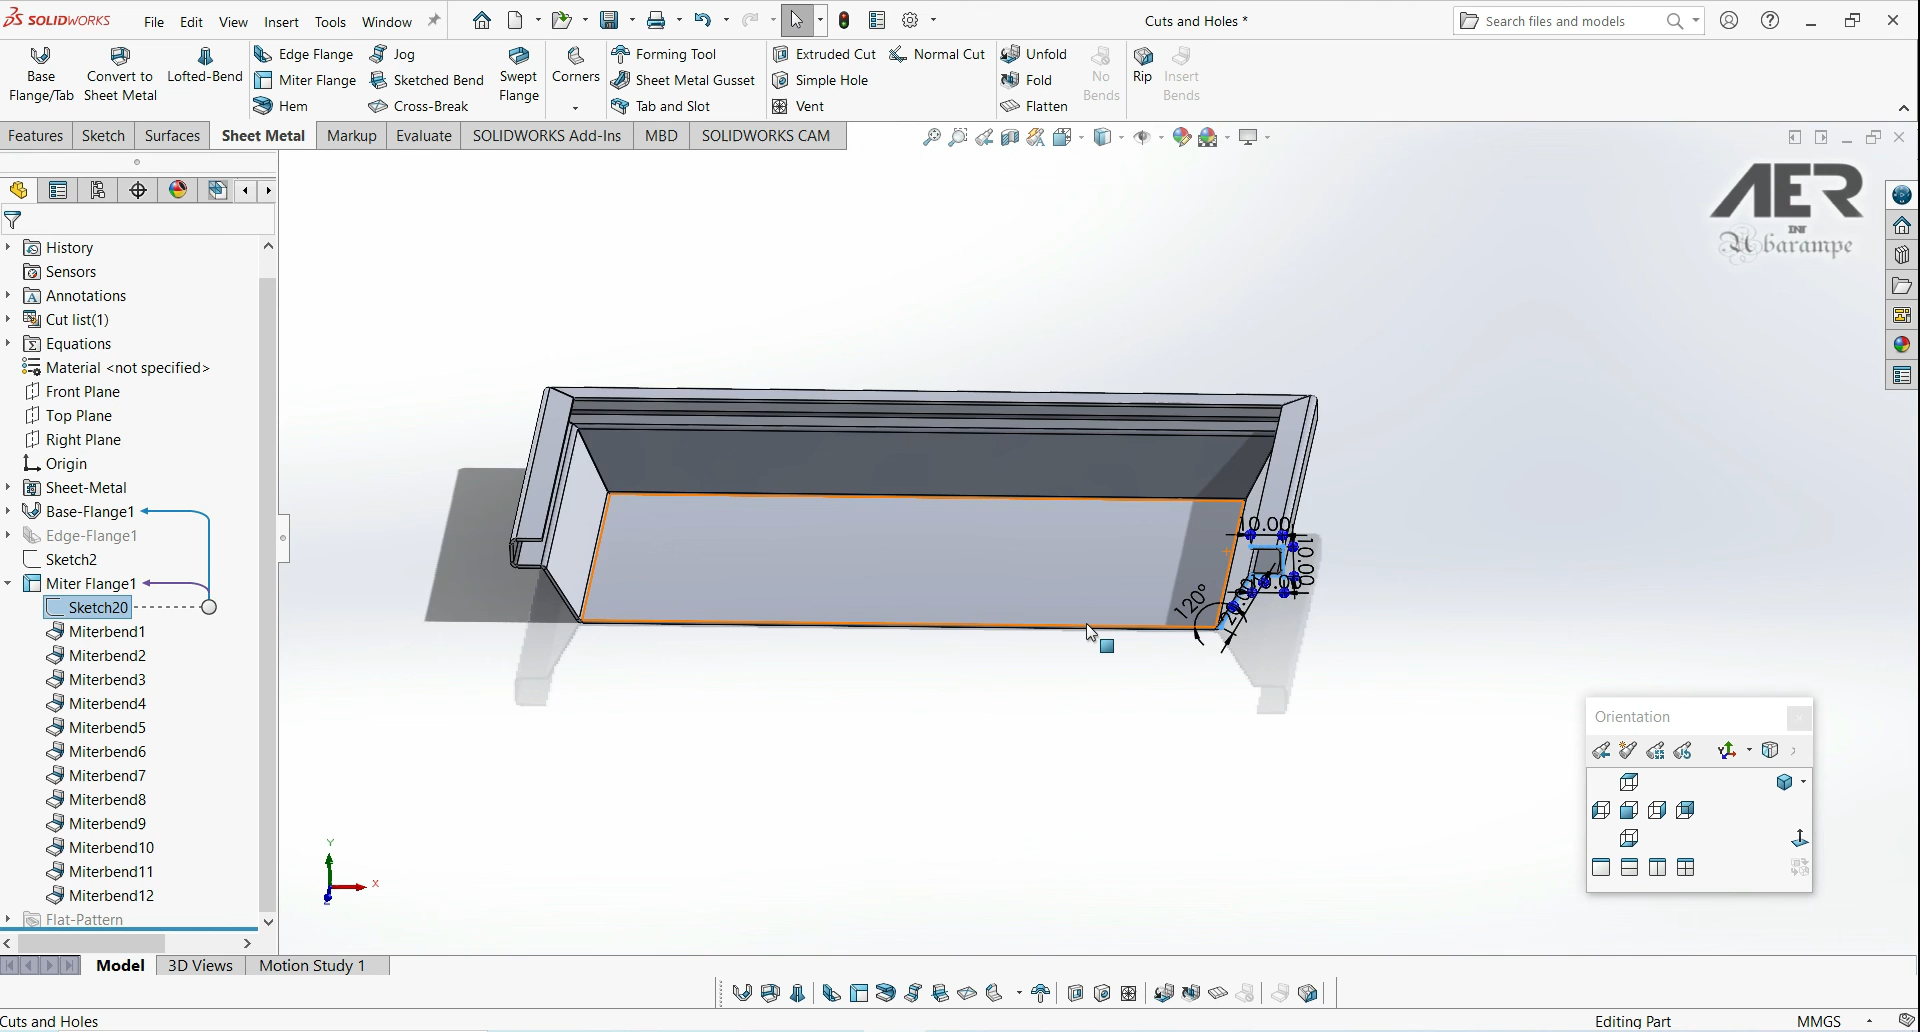 SOLIDWORKS
File Edit View Insert Tools Window
Cuts and Holes *
Search files and models
Base Flange/Tab
Convert to Sheet Metal
Lofted-Bend
Edge Flange
Miter Flange
Hem
Jog
Sketched Bend
Cross-Break
Swept Flange
Corners
Forming Tool
Sheet Metal Gusset
Tab and Slot
Extruded Cut
Simple Hole
Vent
Normal Cut
Unfold
Fold
Flatten
No Bends
Rip
Insert Bends
Features Sketch Surfaces Sheet Metal Markup Evaluate SOLIDWORKS Add-Ins MBD SOLIDWORKS CAM
AER
INT
Ubarampe
History
Sensors
Annotations
Cut list(1)
Equations
Material <not specified>
Front Plane
Top Plane
Right Plane
Origin
Sheet-Metal
Base-Flange1
Edge-Flange1
Sketch2
Miter Flange1
Sketch20
Miterbend1
Miterbend2
Miterbend3
Miterbend4
Miterbend5
Miterbend6
Miterbend7
Miterbend8
Miterbend9
Miterbend10
Miterbend11
Miterbend12
Flat-Pattern
10.00
10.00
120°
Y
X
Z
Orientation
Model 3D Views Motion Study 1
Cuts and Holes
Editing Part
MMGS